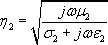 η₂ = √(jωμ₂ / (σ₂ + jωε₂))